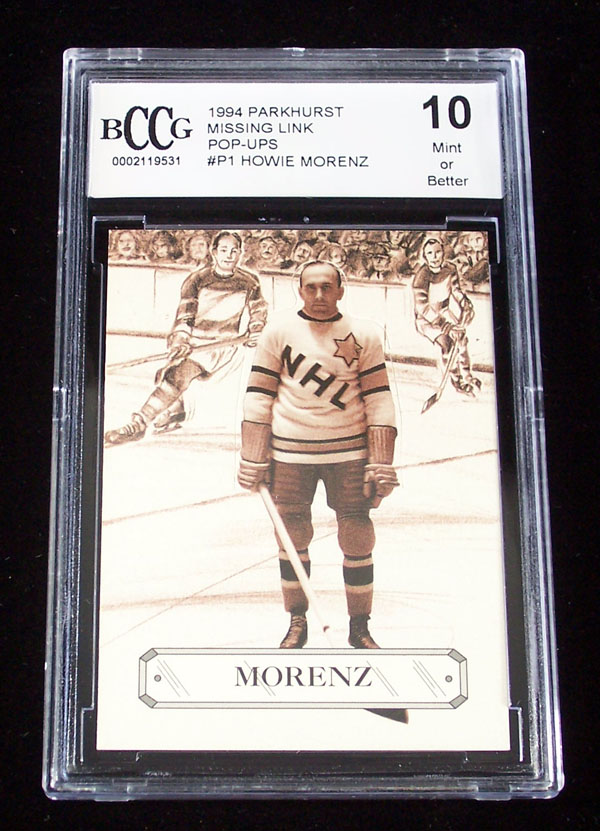 BCCG
0002119531
1994 PARKHURST
MISSING LINK
POP-UPS
#P1 HOWIE MORENZ
10
Mint
or
Better
NHL
MORENZ